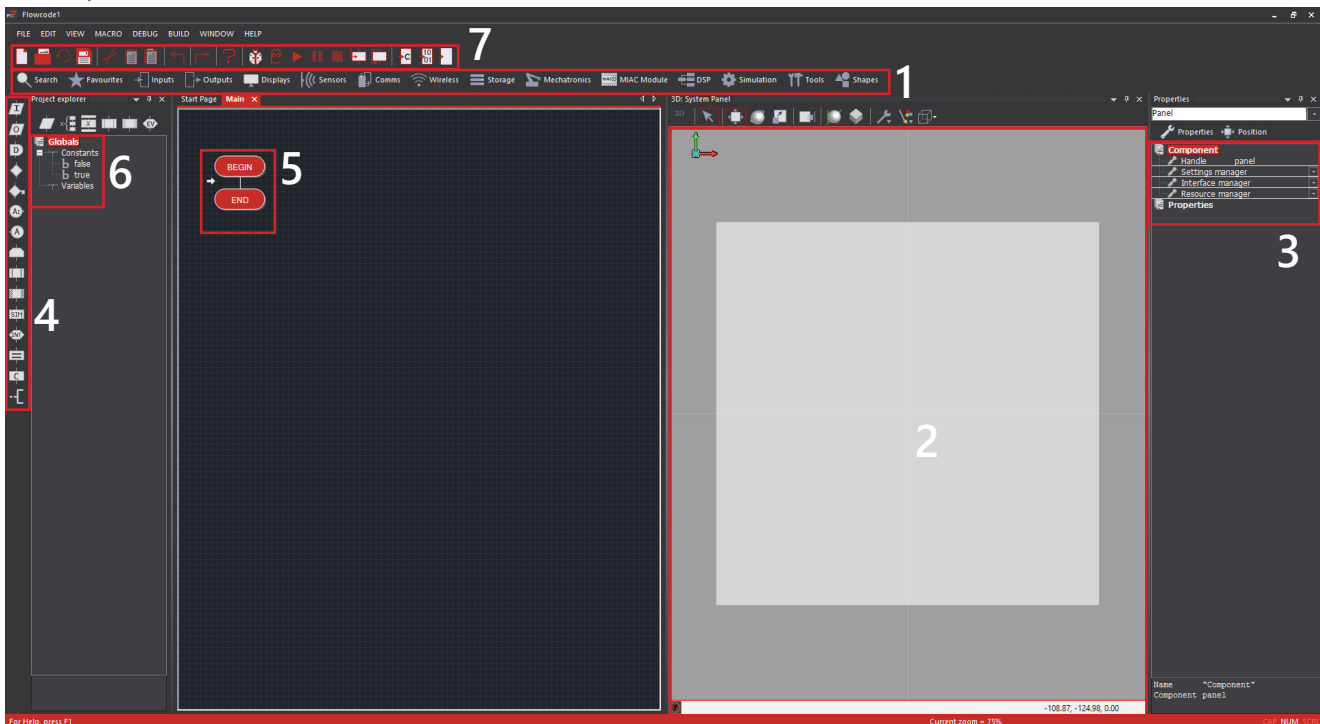 Flowcode1
FILE EDIT VIEW MACRO DEBUG BUILD WINDOW HELP
7
Search Favourites Inputs Outputs Displays Sensors Comms Wireless Storage Mechatronics MIAC Module DSP Simulation Tools Shapes
1
Project explorer
Start Page Main
3D: System Panel
Properties
Panel
3D
Properties Position
I
O
D
A
A
SIM
INT
C
EV
Globals
Constants
false
true
Variables
6
BEGIN
END
5
4
2
Component
Handle panel
Settings manager
Interface manager
Resource manager
Properties
3
Name "Component"
Component panel
-108.87, -124.98, 0.00
For Help, press F1
Current zoom = 75%
CAP NUM SCRL